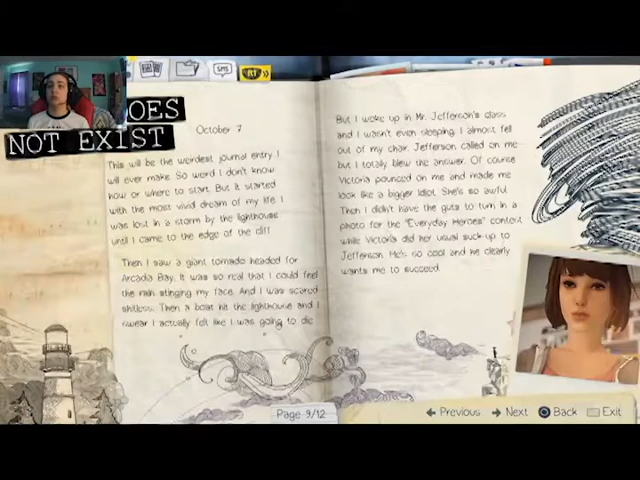 SMS
R1
OES
NOT EXIST
October 7
This will be the weirdest journal entry I
will ever make. So word I don't know
how or where to start. But it started
with the most vivid dream of my life. I
was lost in a storm by the lighthouse
until I came to the edge of the cliff.
Then I saw a giant tornado headed for
Arcadia Bay. It was so real that I could feel
the rain stinging my face. And I was scared
shitless. Then a boat hit the lighthouse and I
swear I actually felt like I was going to die
But I woke up in Mr. Jefferson's class
and I wasn't even sleeping. I almost fell
out of my chair. Jefferson called on me
but I totally blew the answer. Of course
Victoria pounced on me and made me
look like a bigger idiot. She's so awful.
Then I didn't have the guts to turn in a
photo for the "Everyday Heroes" contest
while Victoria did her usual suck-up to
Jefferson. He's so cool and he clearly
wants me to succeed.
Page 9/12
Previous
Next
Back
Exit